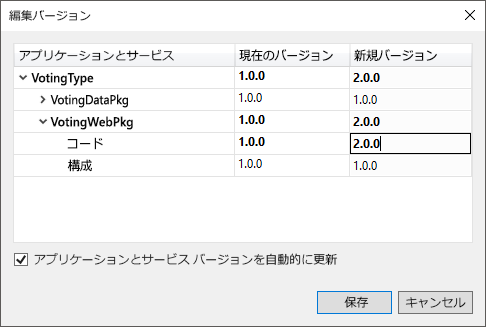 編集バージョン
アプリケーションとサービス 現在のバージョン 新規バージョン
VotingType 1.0.0 2.0.0
VotingDataPkg 1.0.0 1.0.0
VotingWebPkg 1.0.0 2.0.0
コード 1.0.0 2.0.0
構成 1.0.0 1.0.0
アプリケーションとサービス バージョンを自動的に更新
保存 キャンセル